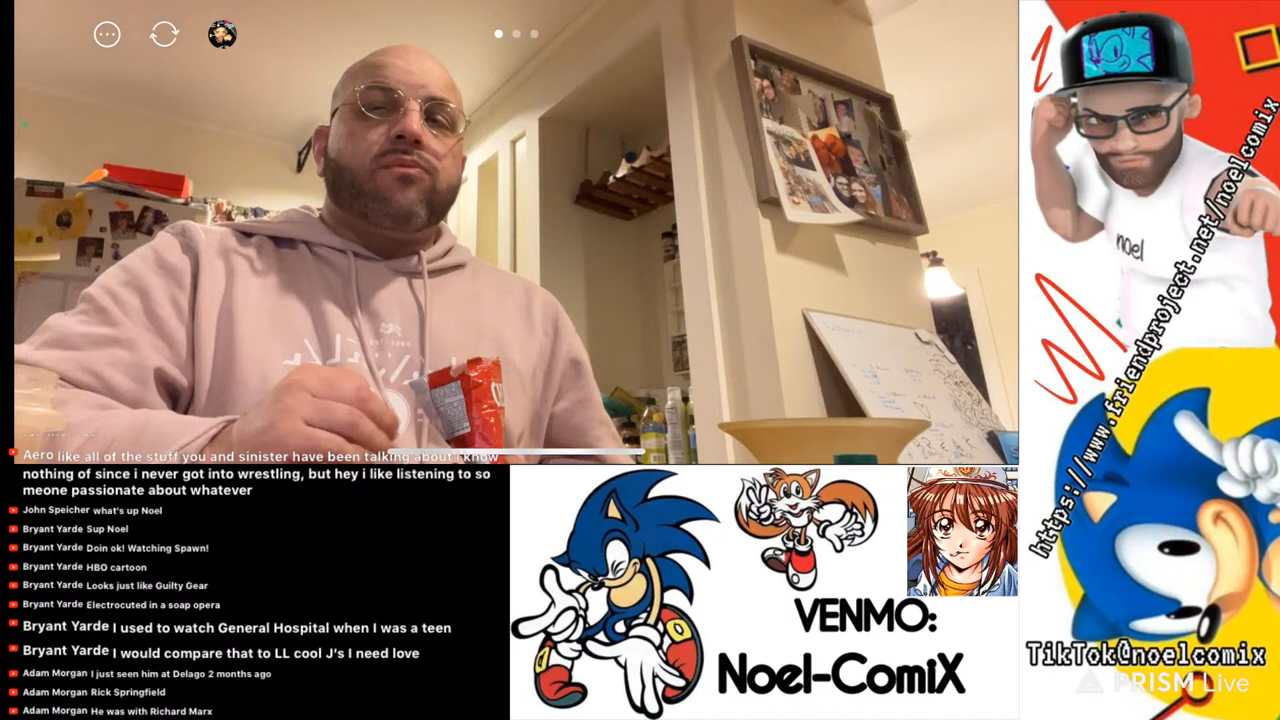 Aero like all of the stuff you and sinister have been talking about i know
nothing of since i never got into wrestling, but hey i like listening to so
meone passionate about whatever
John Speicher what's up Noel
Bryant Yarde Sup Noel
Bryant Yarde Doin ok! Watching Spawn!
Bryant Yarde HBO cartoon
Bryant Yarde Looks just like Guilty Gear
Bryant Yarde Electrocuted in a soap opera
Bryant Yarde I used to watch General Hospital when I was a teen
Bryant Yarde I would compare that to LL cool J's I need love
Adam Morgan I just seen him at Delago 2 months ago
Adam Morgan Rick Springfield
Adam Morgan He was with Richard Marx
VENMO:
Noel-ComiX
noel
https://www.friendproject.net/noelcomix
TikTok@noelcomix
PRISM Live